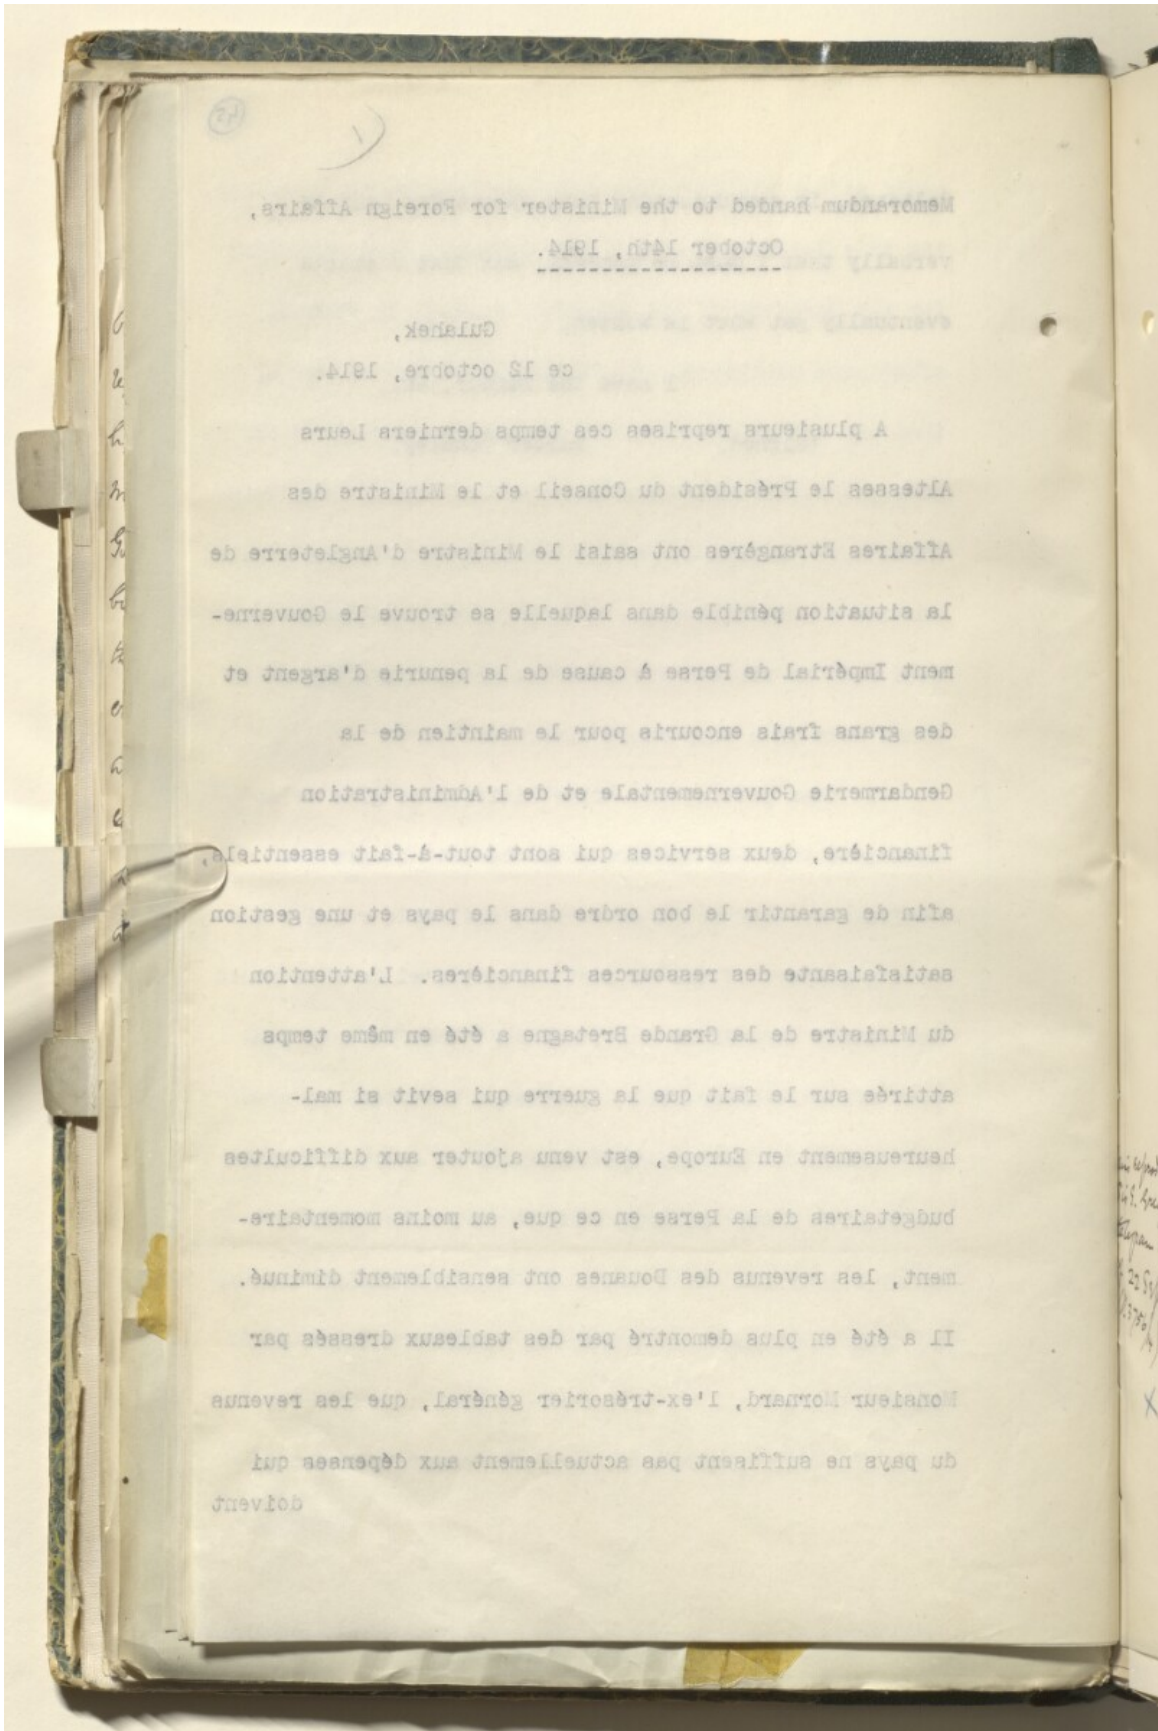 Memorandum handed to the Minister for Foreign Affairs,
October 14th, 1914.
Gulahek,
ce 12 octobre, 1914.
A plusieurs reprises ces temps derniers Leurs
Altesses le Président du Conseil et le Ministre des
Affaires Etrangères ont saisi le Ministre d'Angleterre de
la situation pénible dans laquelle se trouve le Gouverne-
ment Impérial de Perse à cause de la penurie d'argent et
des grans frais encouris pour le maintien de la
Gendarmerie Gouvernementale et de l'Administration
financière, deux services qui sont tout-à-fait essentiels,
afin de garantir le bon ordre dans le pays et une gestion
satisfaisante des ressources financières. L'attention
du Ministre de la Grande Bretagne a été en même temps
attirée sur le fait que la guerre qui sevit si mal-
heureusement en Europe, est venu ajouter aux difficultes
budgetaires de la Perse en ce que, au moins momentaire-
ment, les revenus des Douanes ont sensiblement diminué.
Il a été en plus demontré par des tableaux dressés par
Monsieur Mornard, l'ex-trésorier général, que les revenus
du pays ne suffisent pas actuellement aux dépenses qui
doivent